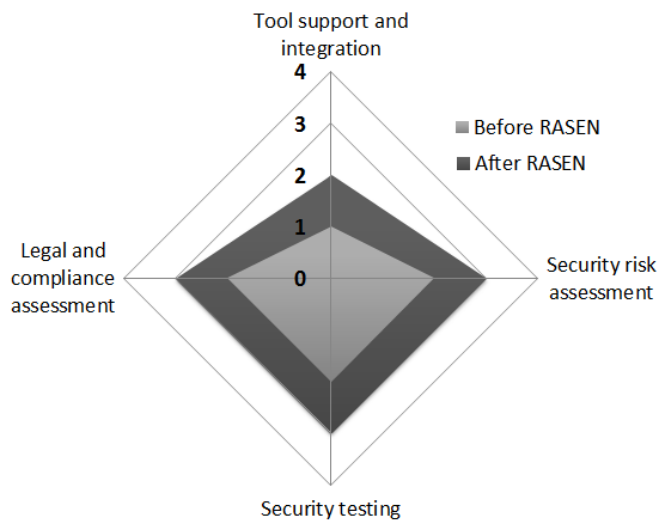 Tool support and
integration
4
3
2
1
0
Before RASEN
After RASEN
Legal and
compliance
assessment
Security risk
assessment
Security testing